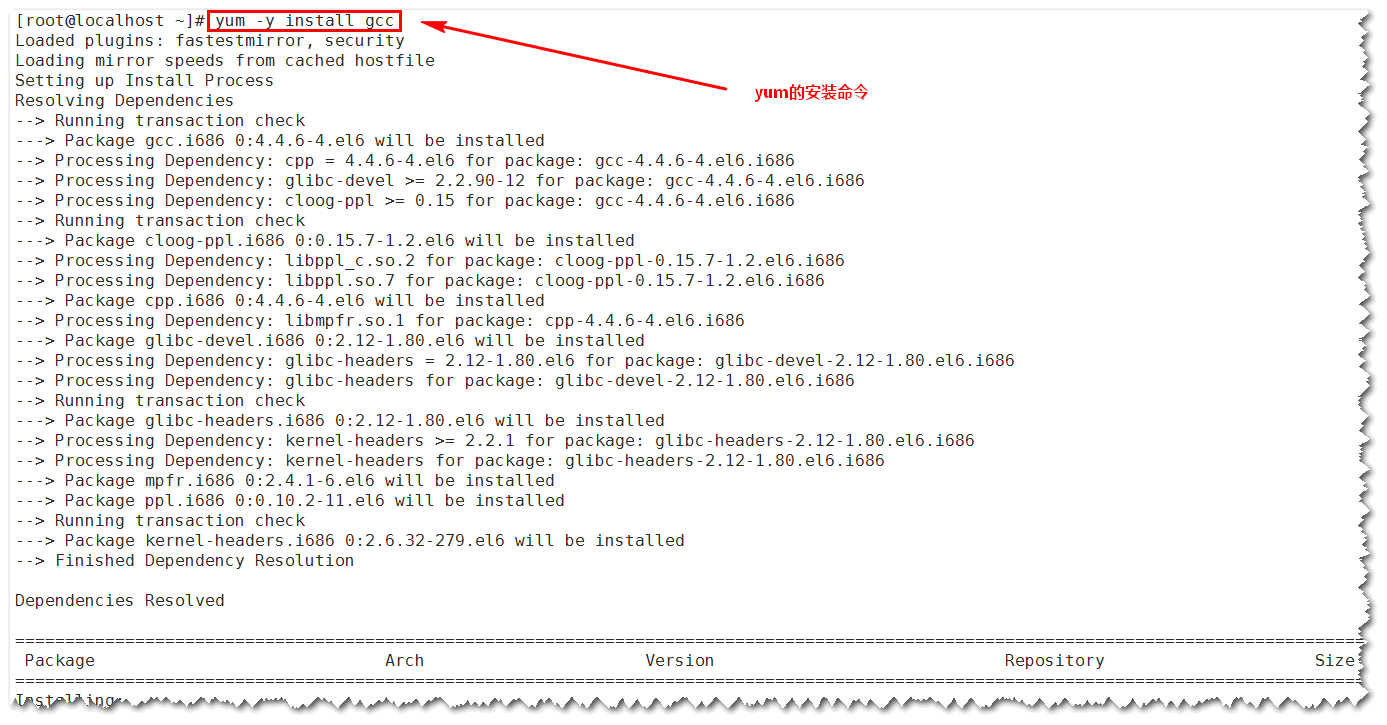 [root@localhost ~]# yum -y install gcc
Loaded plugins: fastestmirror, security
Loading mirror speeds from cached hostfile
Setting up Install Process
yum的安装命令
Resolving Dependencies
--> Running transaction check
---> Package gcc.i686 0:4.4.6-4.el6 will be installed
--> Processing Dependency: cpp = 4.4.6-4.el6 for package: gcc-4.4.6-4.el6.i686
--> Processing Dependency: glibc-devel >= 2.2.90-12 for package: gcc-4.4.6-4.el6.i686
--> Processing Dependency: cloog-ppl >= 0.15 for package: gcc-4.4.6-4.el6.i686
--> Running transaction check
---> Package cloog-ppl.i686 0:0.15.7-1.2.el6 will be installed
--> Processing Dependency: libppl_c.so.2 for package: cloog-ppl-0.15.7-1.2.el6.i686
--> Processing Dependency: libppl.so.7 for package: cloog-ppl-0.15.7-1.2.el6.i686
---> Package cpp.i686 0:4.4.6-4.el6 will be installed
--> Processing Dependency: libmpfr.so.1 for package: cpp-4.4.6-4.el6.i686
---> Package glibc-devel.i686 0:2.12-1.80.el6 will be installed
--> Processing Dependency: glibc-headers = 2.12-1.80.el6 for package: glibc-devel-2.12-1.80.el6.i686
--> Processing Dependency: glibc-headers for package: glibc-devel-2.12-1.80.el6.i686
--> Running transaction check
---> Package glibc-headers.i686 0:2.12-1.80.el6 will be installed
--> Processing Dependency: kernel-headers >= 2.2.1 for package: glibc-headers-2.12-1.80.el6.i686
--> Processing Dependency: kernel-headers for package: glibc-headers-2.12-1.80.el6.i686
---> Package mpfr.i686 0:2.4.1-6.el6 will be installed
---> Package ppl.i686 0:0.10.2-11.el6 will be installed
--> Running transaction check
---> Package kernel-headers.i686 0:2.6.32-279.el6 will be installed
--> Finished Dependency Resolution
Dependencies Resolved
Package Arch Version Repository Size
Installing: